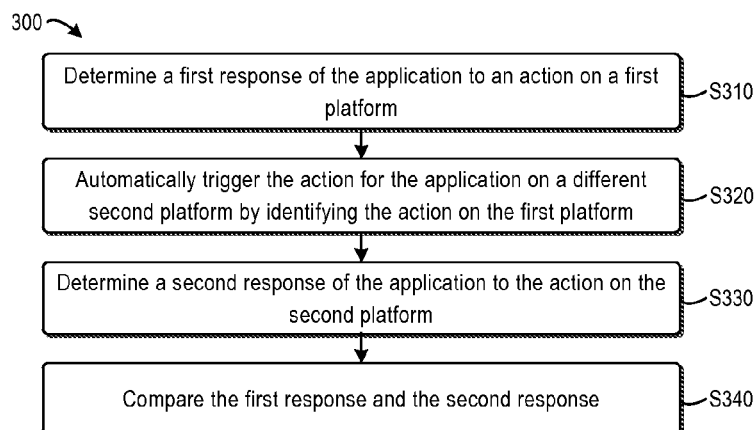 300
Determine a first response of the application to an action on a first
platform
S310
Automatically trigger the action for the application on a different
second platform by identifying the action on the first platform
S320
Determine a second response of the application to the action on the
second platform
S330
Compare the first response and the second response
S340